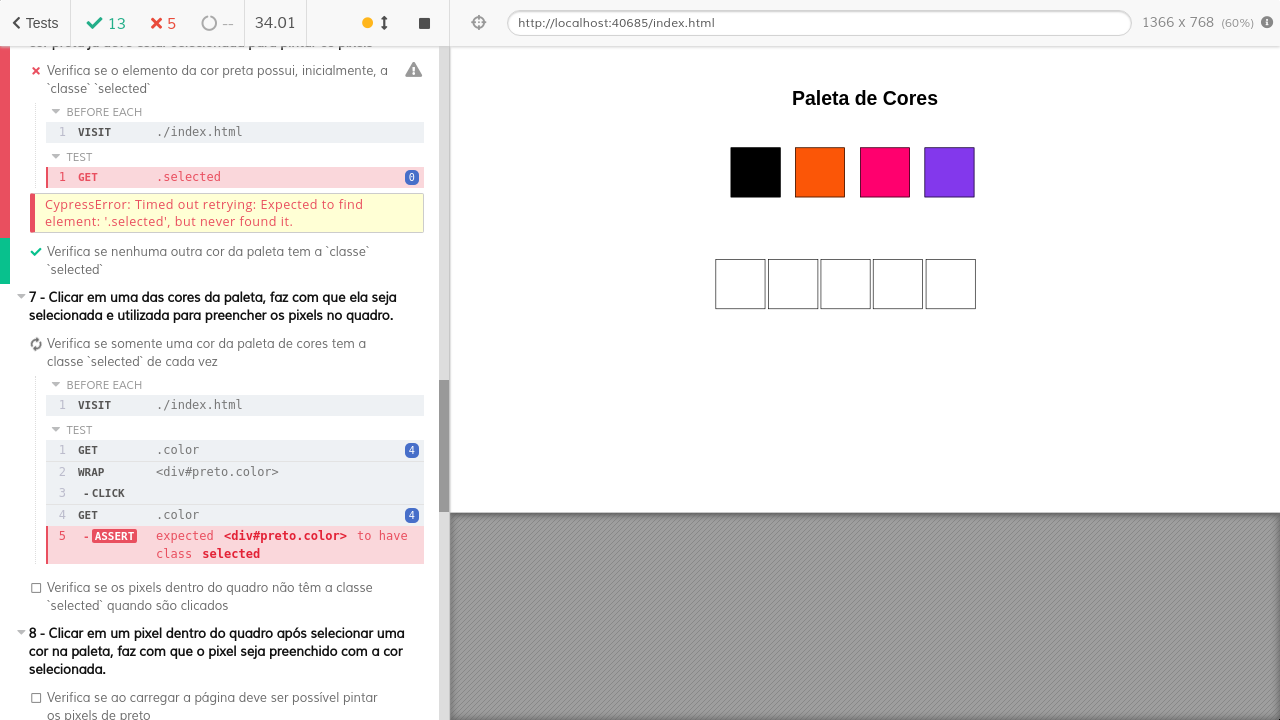 Tests 13 5 -- 34.01 http://localhost:40685/index.html 1366 x 768 (60%)
Verifica se o elemento da cor preta possui, inicialmente, a
`classe` `selected`
BEFORE EACH
1 VISIT ./index.html
TEST
1 GET .selected 0
CypressError: Timed out retrying: Expected to find
element: '.selected', but never found it.
Verifica se nenhuma outra cor da paleta tem a `classe`
`selected`
7 - Clicar em uma das cores da paleta, faz com que ela seja
selecionada e utilizada para preencher os pixels no quadro.
Verifica se somente uma cor da paleta de cores tem a
classe `selected` de cada vez
BEFORE EACH
1 VISIT ./index.html
TEST
1 GET .color 4
2 WRAP <div#preto.color>
3 -CLICK
4 GET .color 4
5 -ASSERT expected <div#preto.color> to have
class selected
Verifica se os pixels dentro do quadro não têm a classe
`selected` quando são clicados
8 - Clicar em um pixel dentro do quadro após selecionar uma
cor na paleta, faz com que o pixel seja preenchido com a cor
selecionada.
Verifica se ao carregar a página deve ser possível pintar
os pixels de preto
Paleta de Cores